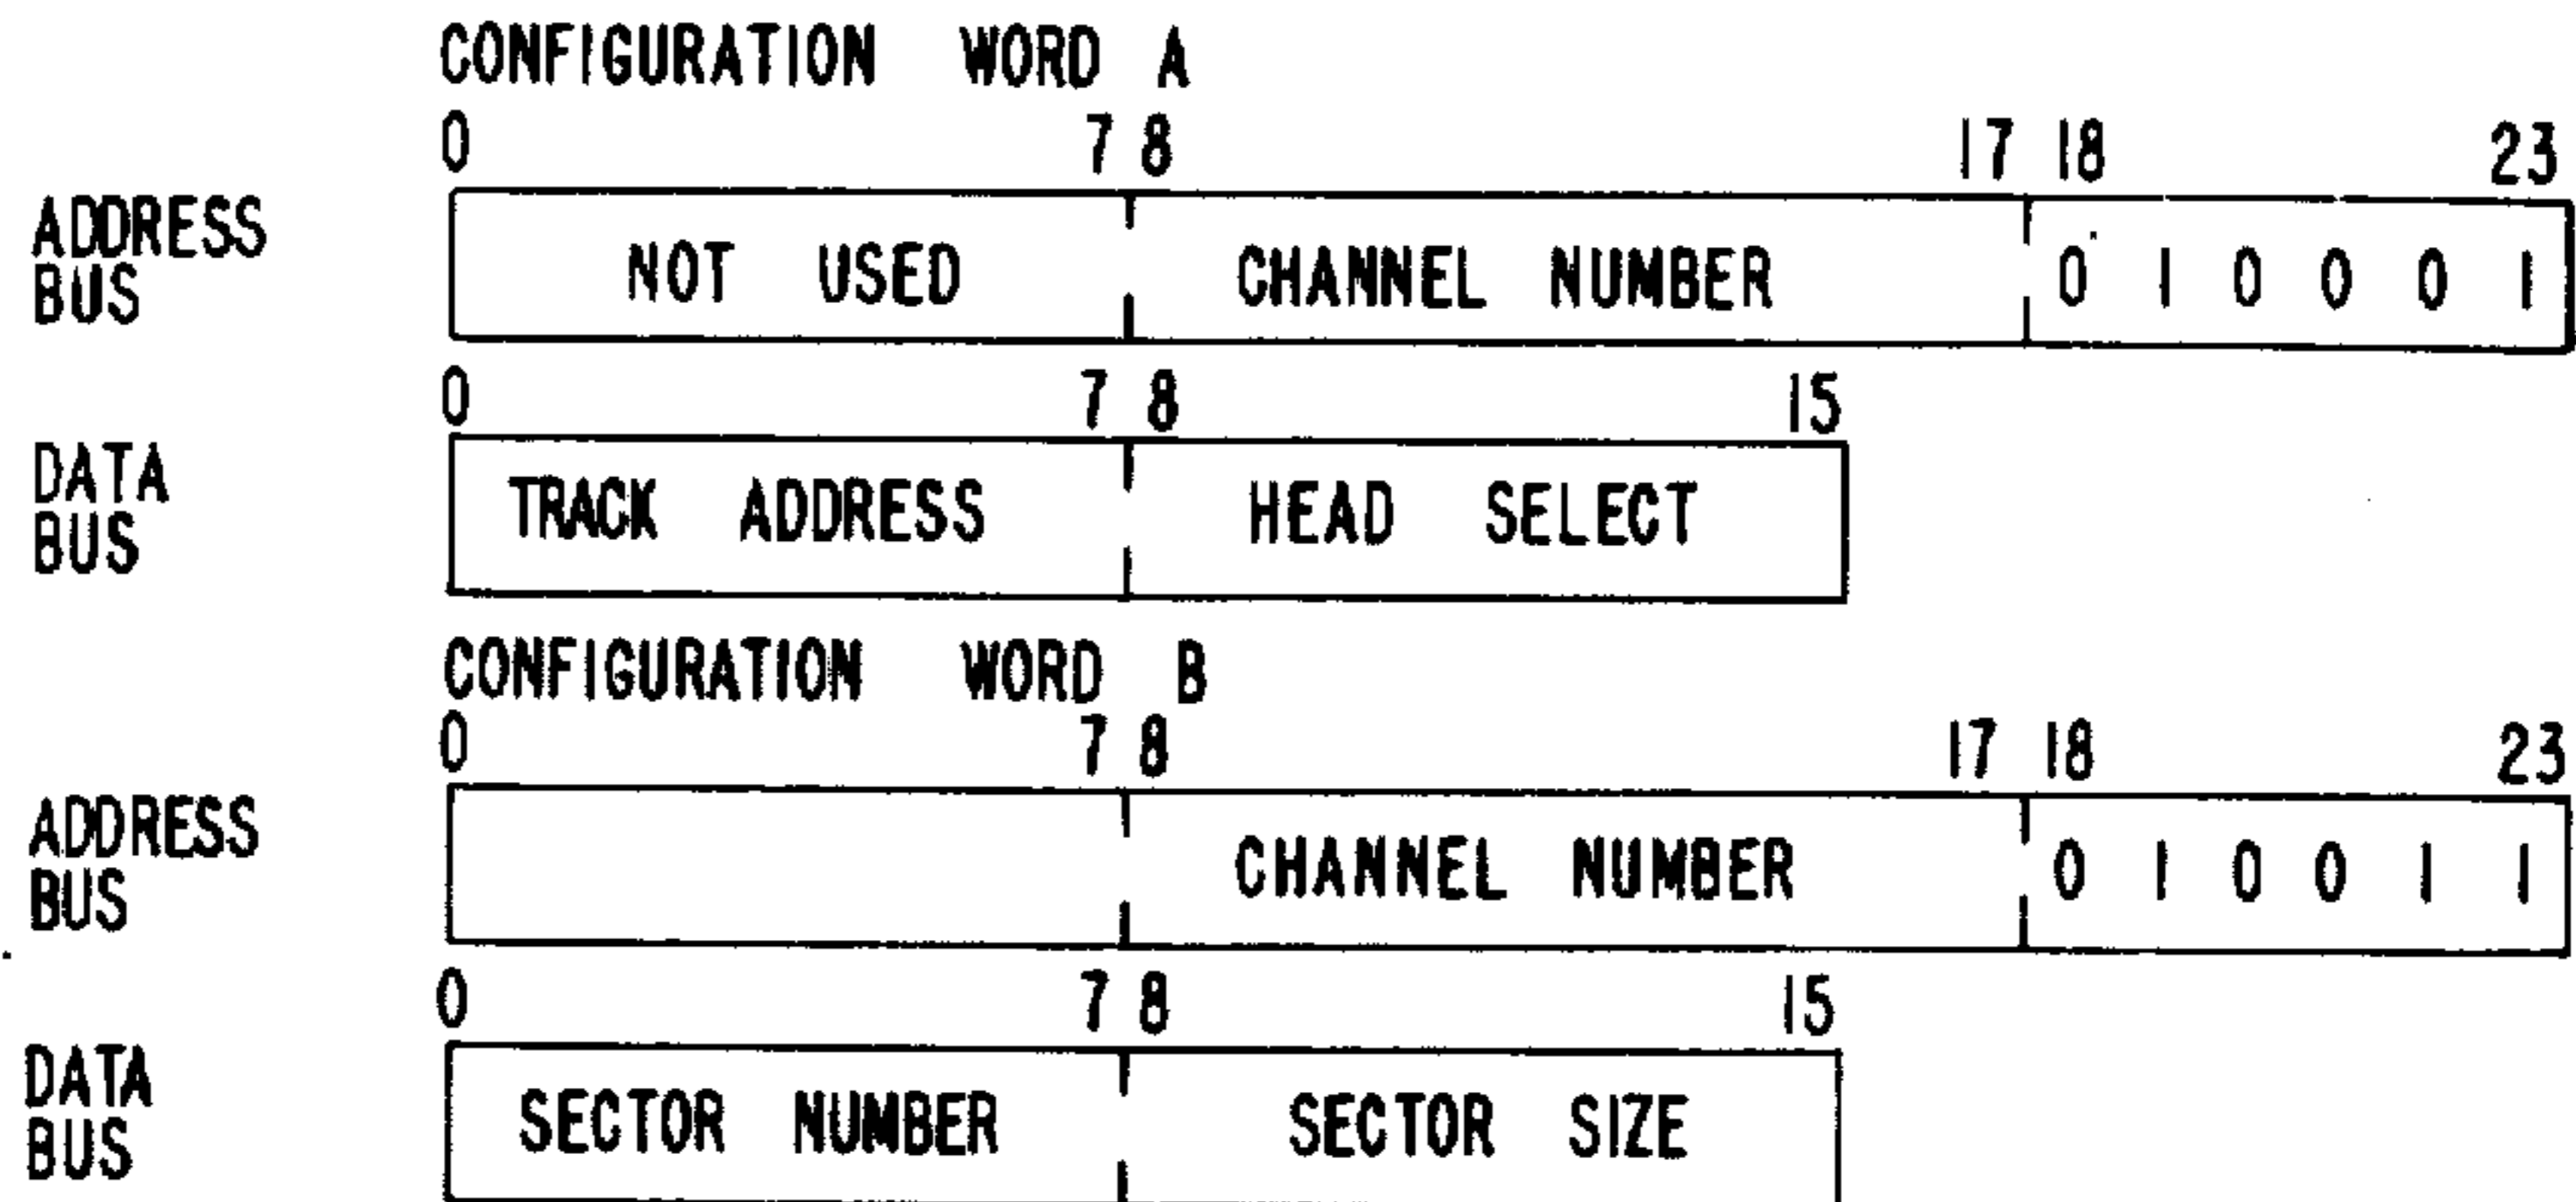 CONFIGURATION WORD A
0 7 8 17 18 23
ADDRESS BUS NOT USED CHANNEL NUMBER 0 1 0 0 0 1
0 7 8 15
DATA BUS TRACK ADDRESS HEAD SELECT
CONFIGURATION WORD B
0 7 8 17 18 23
ADDRESS BUS CHANNEL NUMBER 0 1 0 0 1 1
0 7 8 15
DATA BUS SECTOR NUMBER SECTOR SIZE